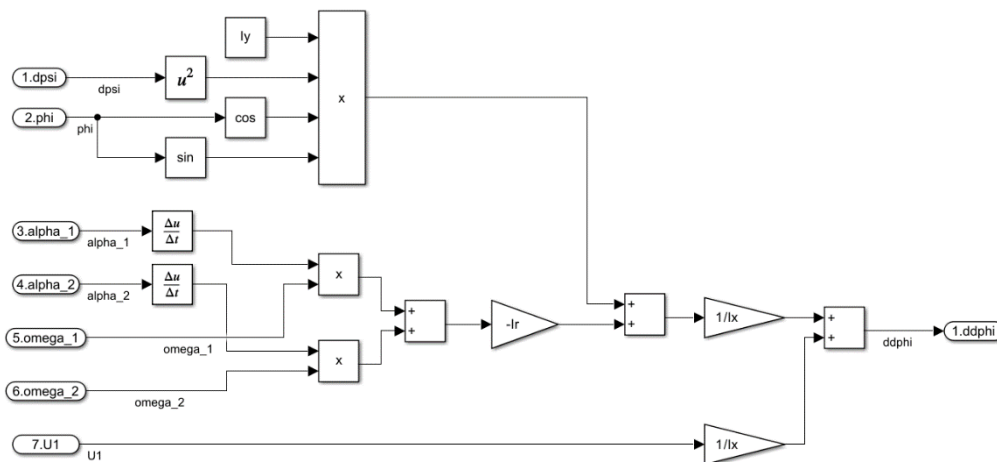 Iy
1.dpsi
dpsi
u²
x
2.phi
phi
cos
sin
3.alpha_1
alpha_1
Δu
Δt
4.alpha_2
alpha_2
Δu
Δt
x
5.omega_1
omega_1
+
+
-Ir
+
+
1/Ix
+
+
ddphi
1.ddphi
x
6.omega_2
omega_2
7.U1
U1
1/Ix